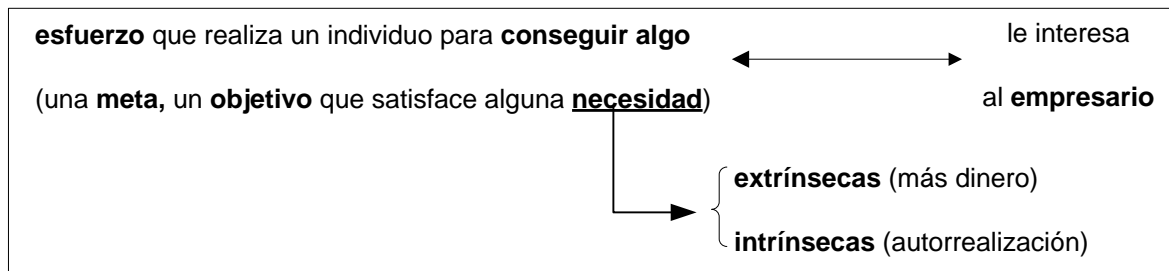 esfuerzo que realiza un individuo para conseguir algo
le interesa
(una meta, un objetivo que satisface alguna necesidad)
al empresario
extrínsecas (más dinero)
intrínsecas (autorrealización)